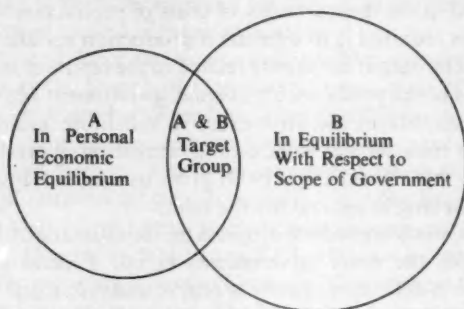 A
In Personal
Economic
Equilibrium
A & B
Target
Group
B
In Equilibrium
With Respect to
Scope of Government